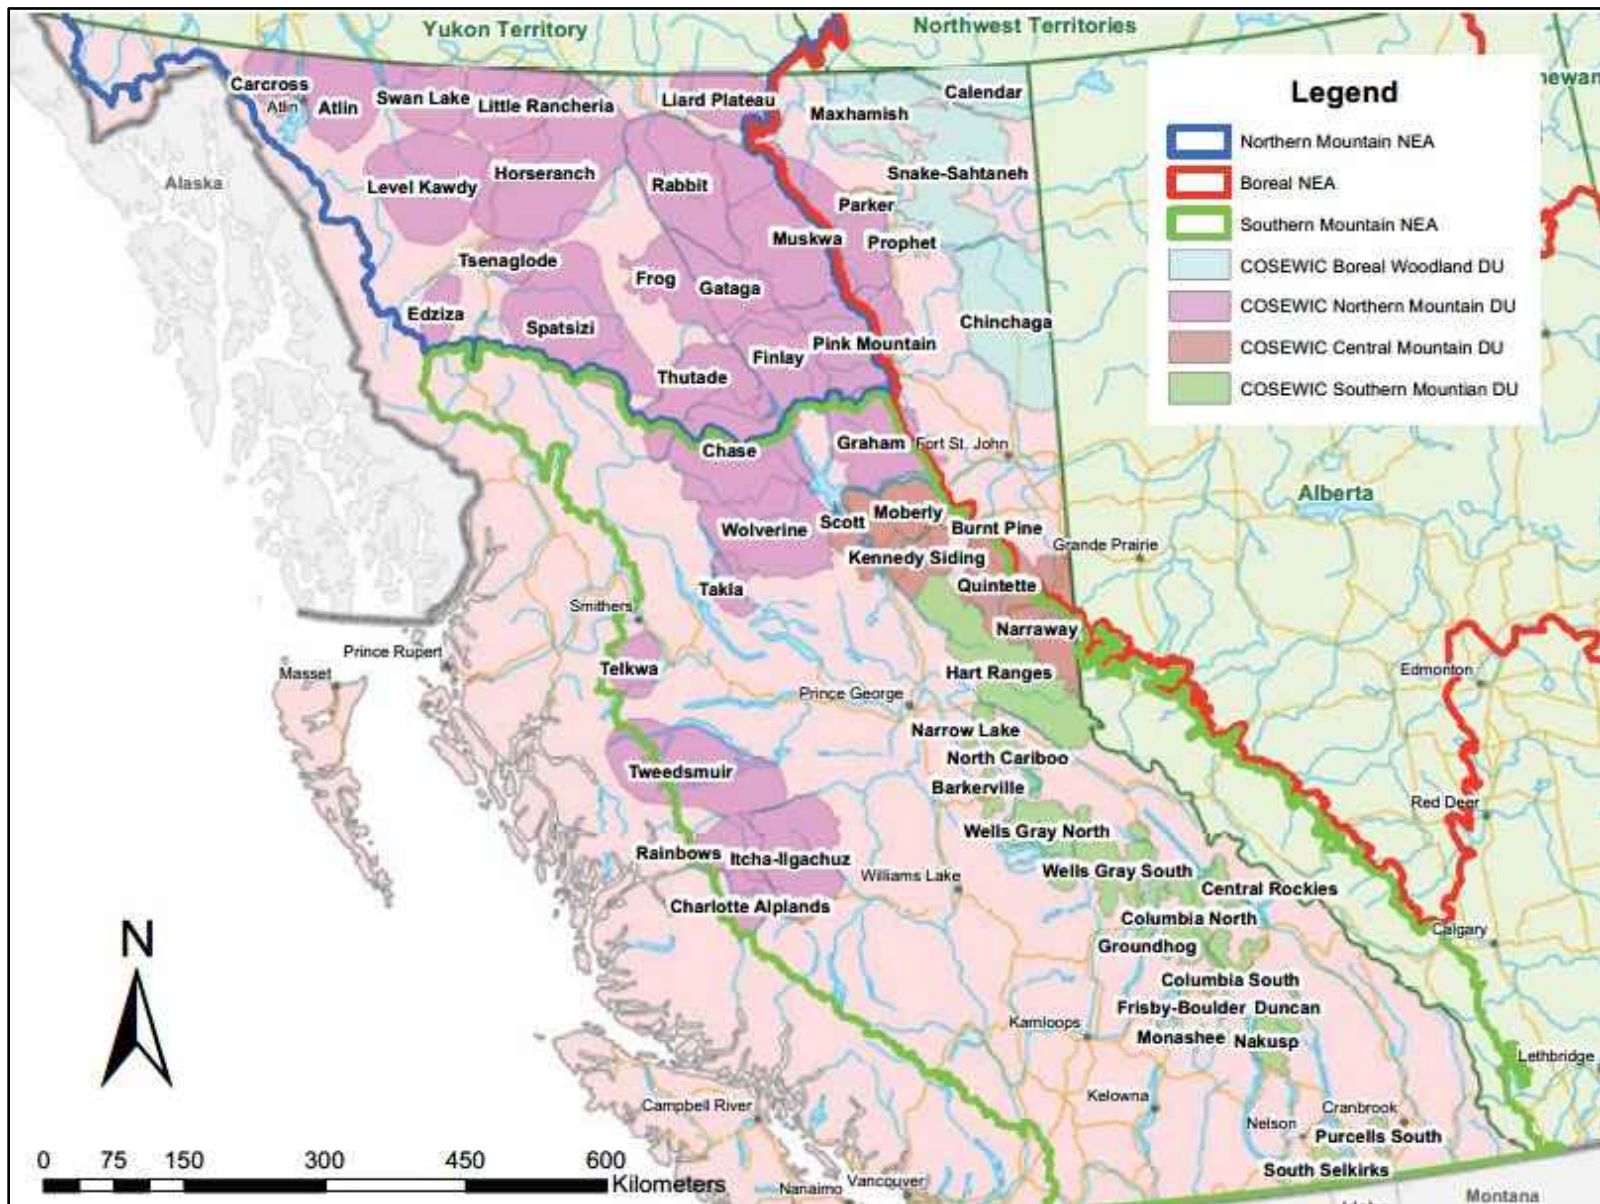 Yukon Territory
Northwest Territories
Legend
Northern Mountain NEA
Boreal NEA
Southern Mountain NEA
COSEWIC Boreal Woodland DU
COSEWIC Northern Mountain DU
COSEWIC Central Mountain DU
COSEWIC Southern Mountian DU
Carcross
Atlin
Atlin
Swan Lake
Little Rancheria
Liard Plateau
Calendar
Maxhamish
Alaska
Level Kawdy
Horseranch
Rabbit
Snake-Sahtaneh
Parker
Muskwa
Prophet
Tsenaglode
Frog
Gataga
Edziza
Spatsizi
Chinchaga
Pink Mountain
Finlay
Thutade
Chase
Graham
Fort St. John
Alberta
Wolverine
Scott
Moberly
Burnt Pine
Kennedy Siding
Grande Prairie
Quintette
Takla
Smithers
Narraway
Prince Rupert
Masset
Telkwa
Hart Ranges
Edmonton
Prince George
Narrow Lake
North Cariboo
Tweedsmuir
Barkerville
Red Deer
Wells Gray North
Rainbows
Itcha-Ilgachuz
Wells Gray South
Williams Lake
Central Rockies
Charlotte Alplands
Columbia North
Calgary
N
Groundhog
Columbia South
Frisby-Boulder
Duncan
Kamloops
Monashee
Nakusp
Lethbridge
Campbell River
Kelowna
Cranbrook
Nelson
Purcells South
South Selkirks
0 75 150 300 450 600
Kilometers
Nanaimo
Vancouver
Montana